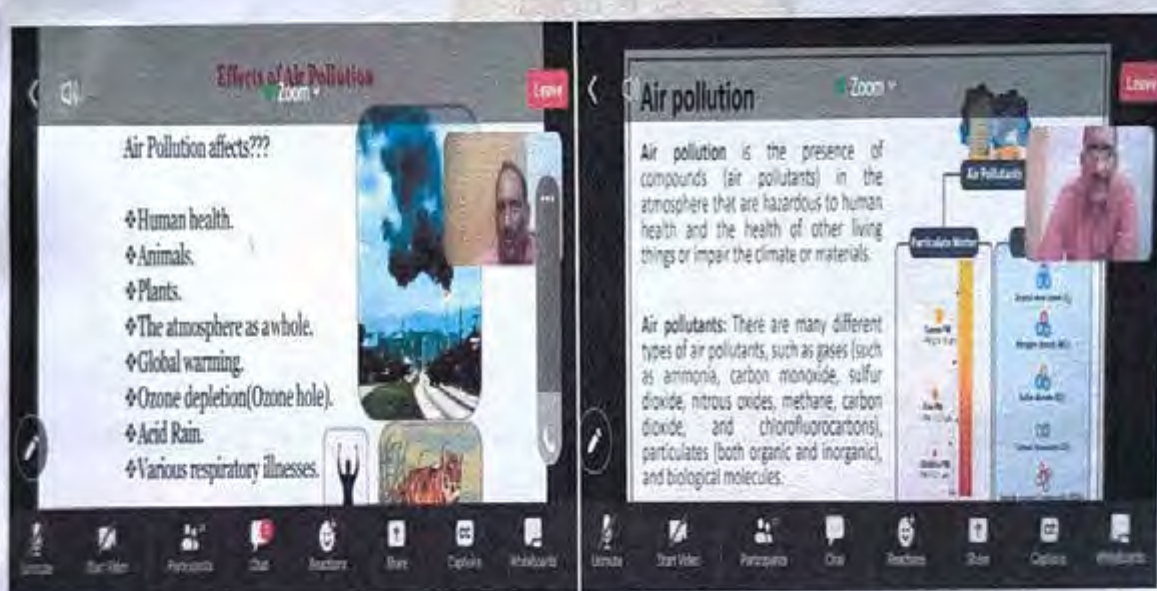 Effects of Air Pollution
Zoom
Leave
Air Pollution affects???
❖Human health.
❖Animals.
❖Plants.
❖The atmosphere as a whole.
❖Global warming.
❖Ozone depletion(Ozone hole).
❖Acid Rain.
❖Various respiratory illnesses.
Unmute
Start Video
Participants
Chat
Reactions
Share
Captions
Whiteboards
Air pollution
Zoom
Leave
Air pollution is the presence of
compounds (air pollutants) in the
atmosphere that are hazardous to human
health and the health of other living
things or impair the climate or materials.
Air pollutants: There are many different
types of air pollutants, such as gases (such
as ammonia, carbon monoxide, sulfur
dioxide, nitrous oxides, methane, carbon
dioxide, and chlorofluorocarbons),
particulates (both organic and inorganic),
and biological molecules.
Air Pollutants
Particulate Matter
Unmute
Start Video
Participants
Chat
Reactions
Share
Captions
Whiteboards